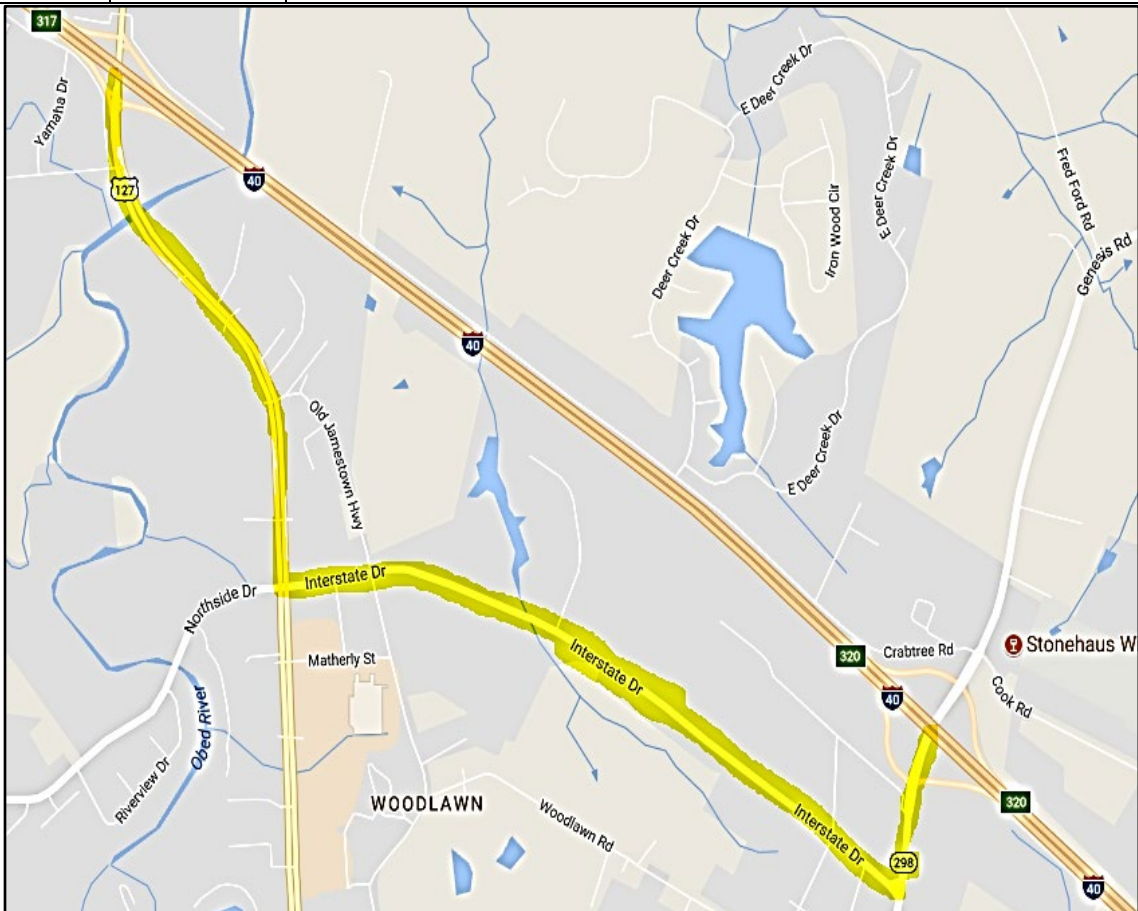 317
Yamaha Dr
127
40
E Deer Creek Dr
E Deer Creek Dr
Iron Wood Cir
Deer Creek Dr
Fred Ford Rd
Genesis Rd
40
Old Jamestown Hwy
E Deer Creek Dr
Northside Dr
Interstate Dr
Matherly St
Interstate Dr
320
Crabtree Rd
Stonehaus W
40
Cook Rd
Obed River
Riverview Dr
WOODLAWN
Woodlawn Rd
Interstate Dr
320
298
40